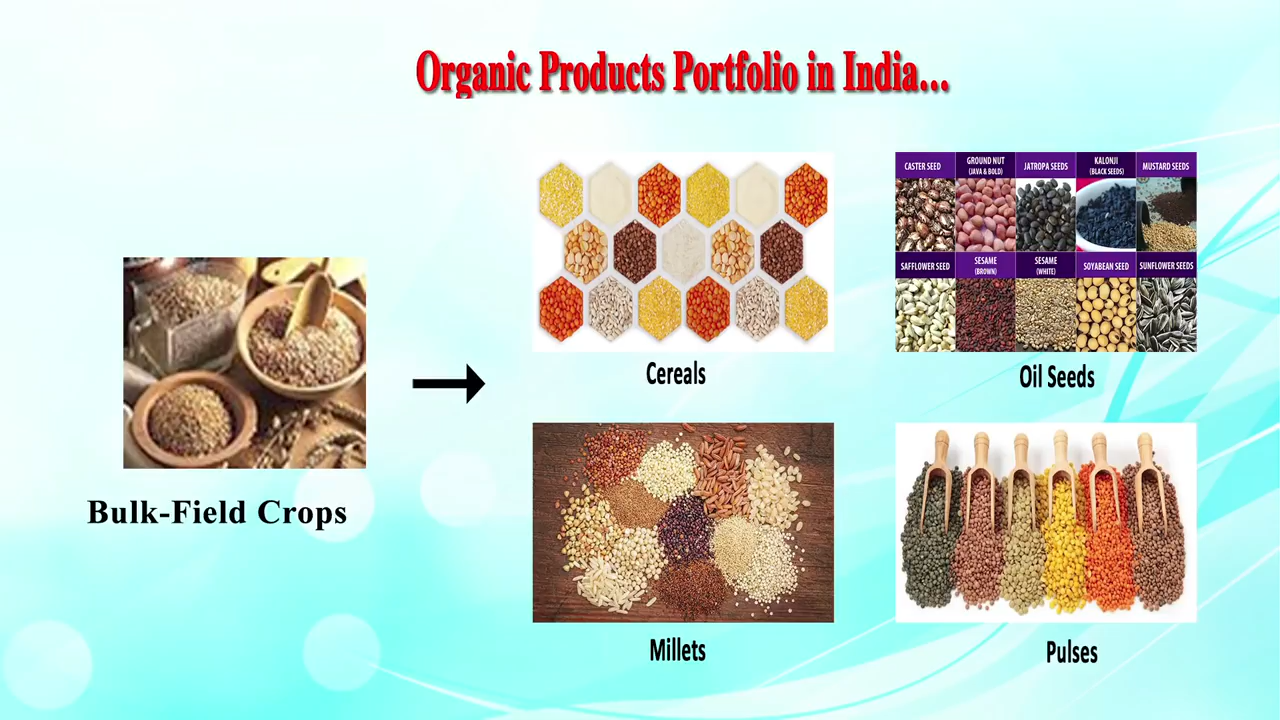 Organic Products Portfolio in India...
CASTER SEED
GROUND NUT
(JAVA & BOLD)
JATROPA SEEDS
KALONJI
(BLACK SEEDS)
MUSTARD SEEDS
SAFFLOWER SEED
SESAME
(BROWN)
SESAME
(WHITE)
SOYABEAN SEED
SUNFLOWER SEEDS
Cereals
Oil Seeds
Bulk-Field Crops
Millets
Pulses